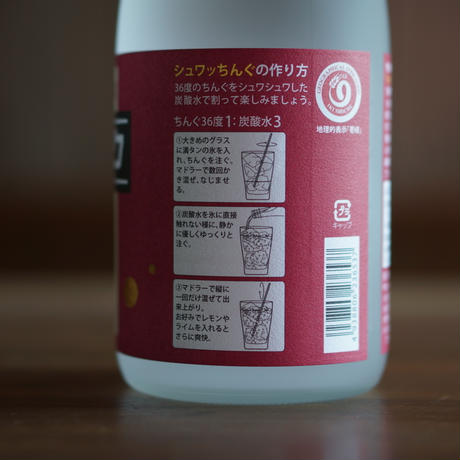 シュワッちんぐの作り方
36度のちんぐをシュワシュワした
炭酸水で割って楽しみましょう。
ちんぐ36度1：炭酸水3
①大きめのグラス
に満タンの氷を入
れ、ちんぐを注ぐ。
マドラーで数回か
き混ぜ、なじませ
る。
②炭酸水を氷に直接
触れない様に、静か
に優しくゆっくりと
注ぐ。
③マドラーで縦に
一回だけ混ぜて出
来上がり。
お好みでレモンや
ライムを入れると
さらに爽快。
地理的表示「壱岐」
プラ
キャップ
4 938806 236537